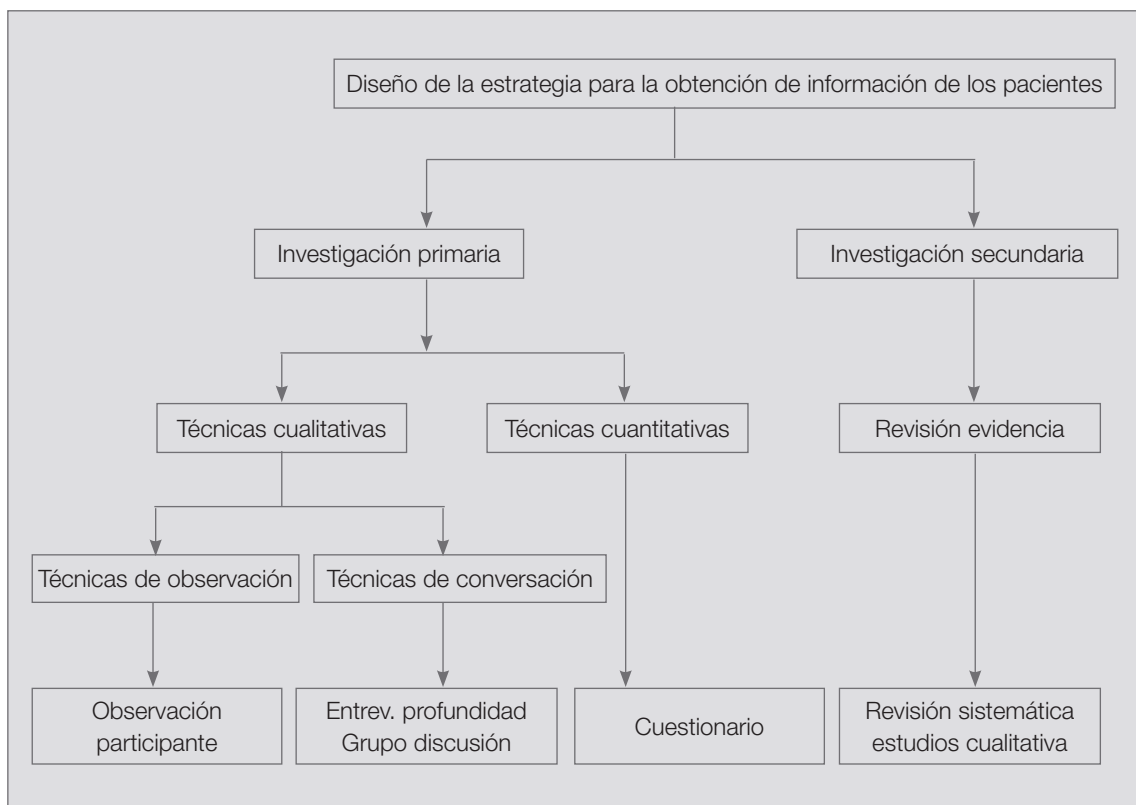 Diseño de la estrategia para la obtención de información de los pacientes
Investigación primaria
Investigación secundaria
Técnicas cualitativas
Técnicas cuantitativas
Revisión evidencia
Técnicas de observación
Técnicas de conversación
Observación
participante
Entrev. profundidad
Grupo discusión
Cuestionario
Revisión sistemática
estudios cualitativa